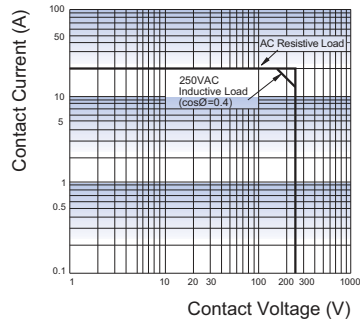 Contact Current (A)
100
50
10
5
1
0.5
0.1
AC Resistive Load
250VAC
Inductive Load
(cosØ=0.4)
1
10
20
30
100
200
300
1000
Contact Voltage (V)